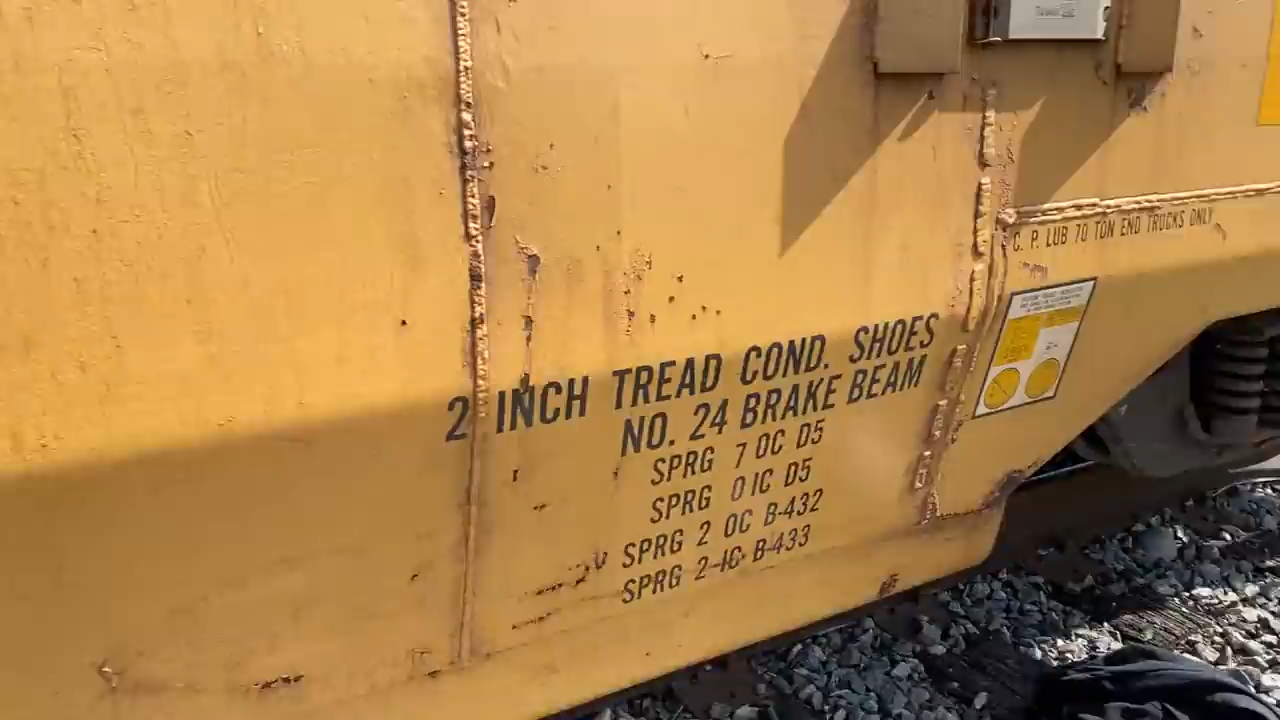 C. P. LUB 70 TON END TRUCKS ONLY
2 INCH TREAD COND. SHOES
NO. 24 BRAKE BEAM
SPRG 7 OC D5
SPRG 0 IC D5
SPRG 2 OC B-432
SPRG 2-IC B-433